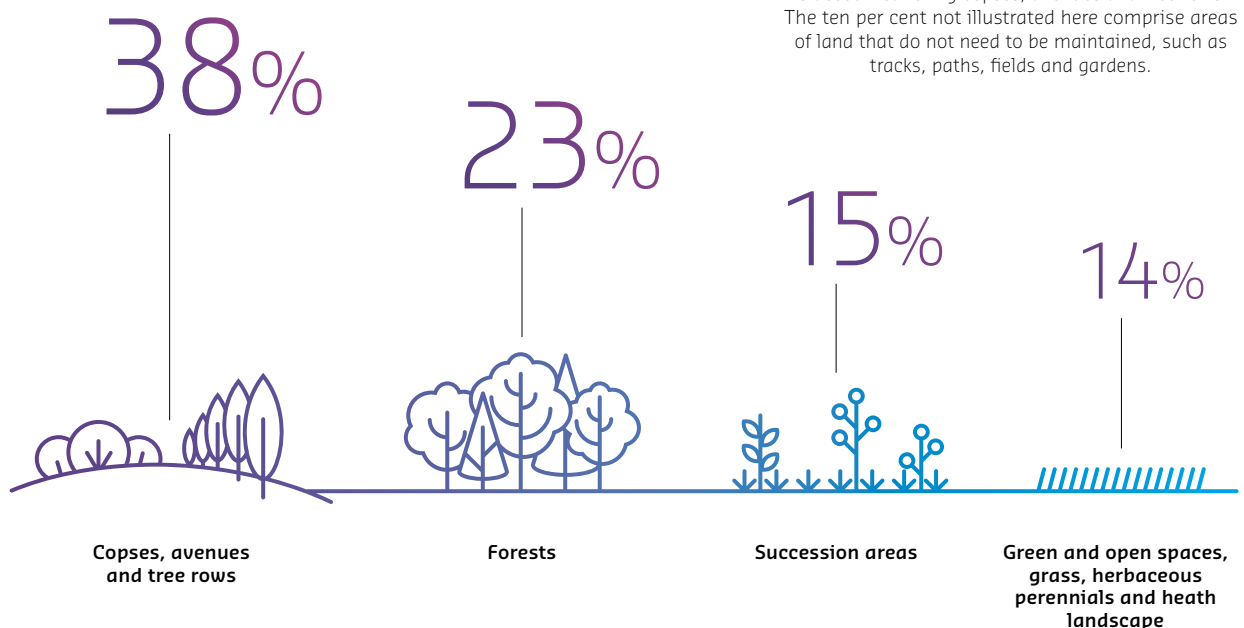 The ten per cent not illustrated here comprise areas
of land that do not need to be maintained, such as
tracks, paths, fields and gardens.
38%
23%
15%
14%
Copses, avenues
and tree rows
Forests
Succession areas
Green and open spaces,
grass, herbaceous
perennials and heath
landscape